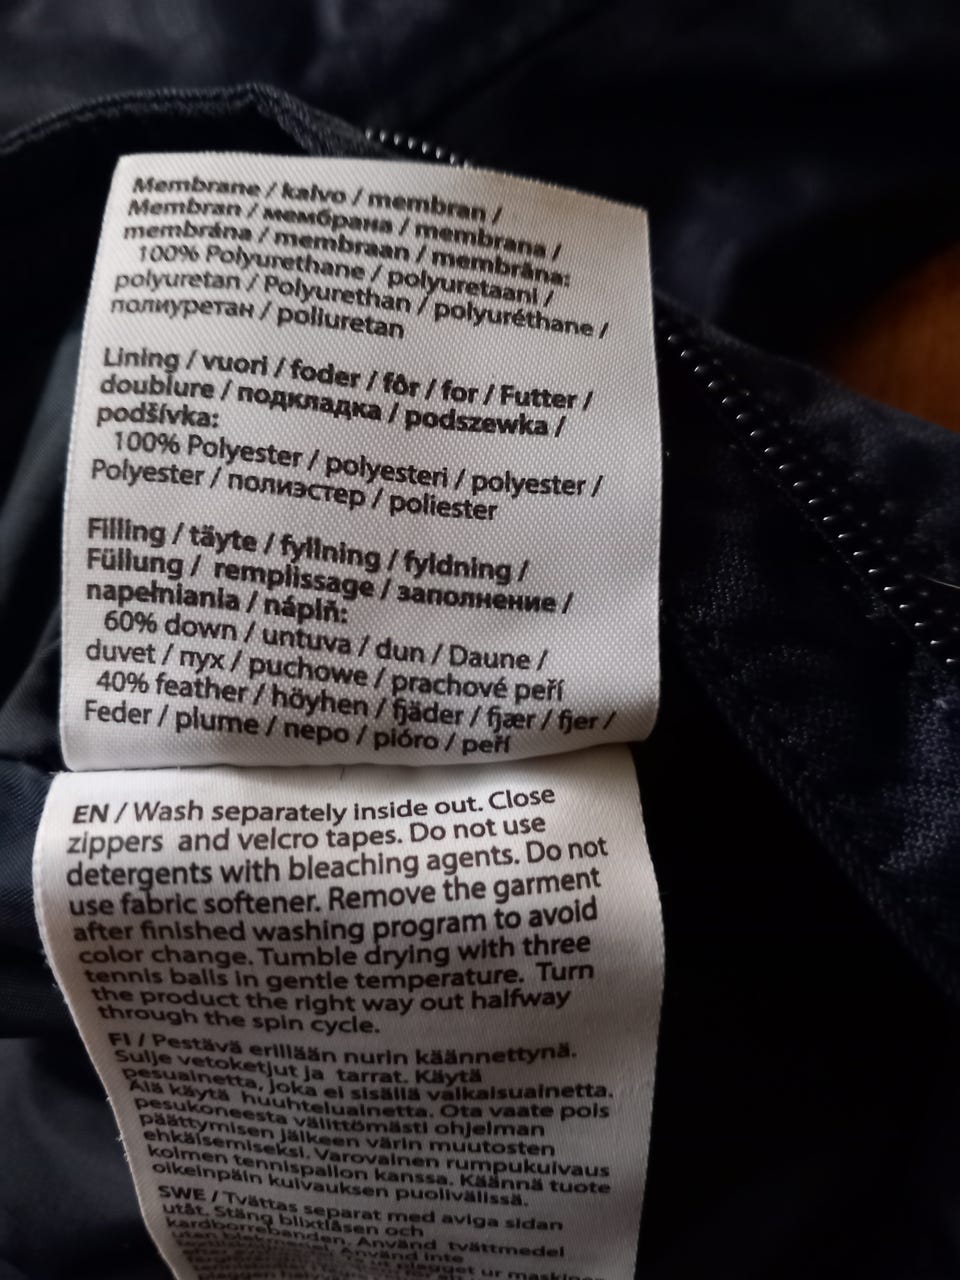 Membrane / kalvo / membran /
Membran / мембрана / membrana /
membrána / membraan / membrâna:
100% Polyurethane / polyuretaani /
polyuretan / Polyurethan / polyuréthane /
полиуретан / poliuretan
Lining / vuori / foder / fôr / for / Futter /
doublure / подкладка / podszewka /
podšívka:
100% Polyester / polyesteri / polyester /
Polyester / полиэстер / poliester
Filling / täyte / fyllning / fyldning /
Füllung / remplissage / заполнение /
napełniania / náplň:
60% down / untuva / dun / Daune /
duvet / пух / puchowe / prachové peří
40% feather / höyhen / fjäder / fjær / fjer /
Feder / plume / перо / pióro / peří
EN / Wash separately inside out. Close
zippers and velcro tapes. Do not use
detergents with bleaching agents. Do not
use fabric softener. Remove the garment
after finished washing program to avoid
color change. Tumble drying with three
tennis balls in gentle temperature. Turn
the product the right way out halfway
through the spin cycle.
FI / Pestävä erillään nurin käännettynä.
Sulje vetoketjut ja tarrat. Käytä
pesuainetta, joka ei sisällä valkaisuainetta.
Älä käytä huuhteluainetta. Ota vaate pois
pesukoneesta välittömästi ohjelman
päättymisen jälkeen värin muutosten
ehkäisemiseksi. Varovainen rumpukuivaus
kolmen tennispallon kanssa. Käännä tuote
oikeinpäin kuivauksen puolivälissä.
SWE / Tvättas separat med aviga sidan
utåt. Stäng blixtlåsen och
kardborrebanden. Använd tvättmedel
utan Använd inte
plagget ur maskinen